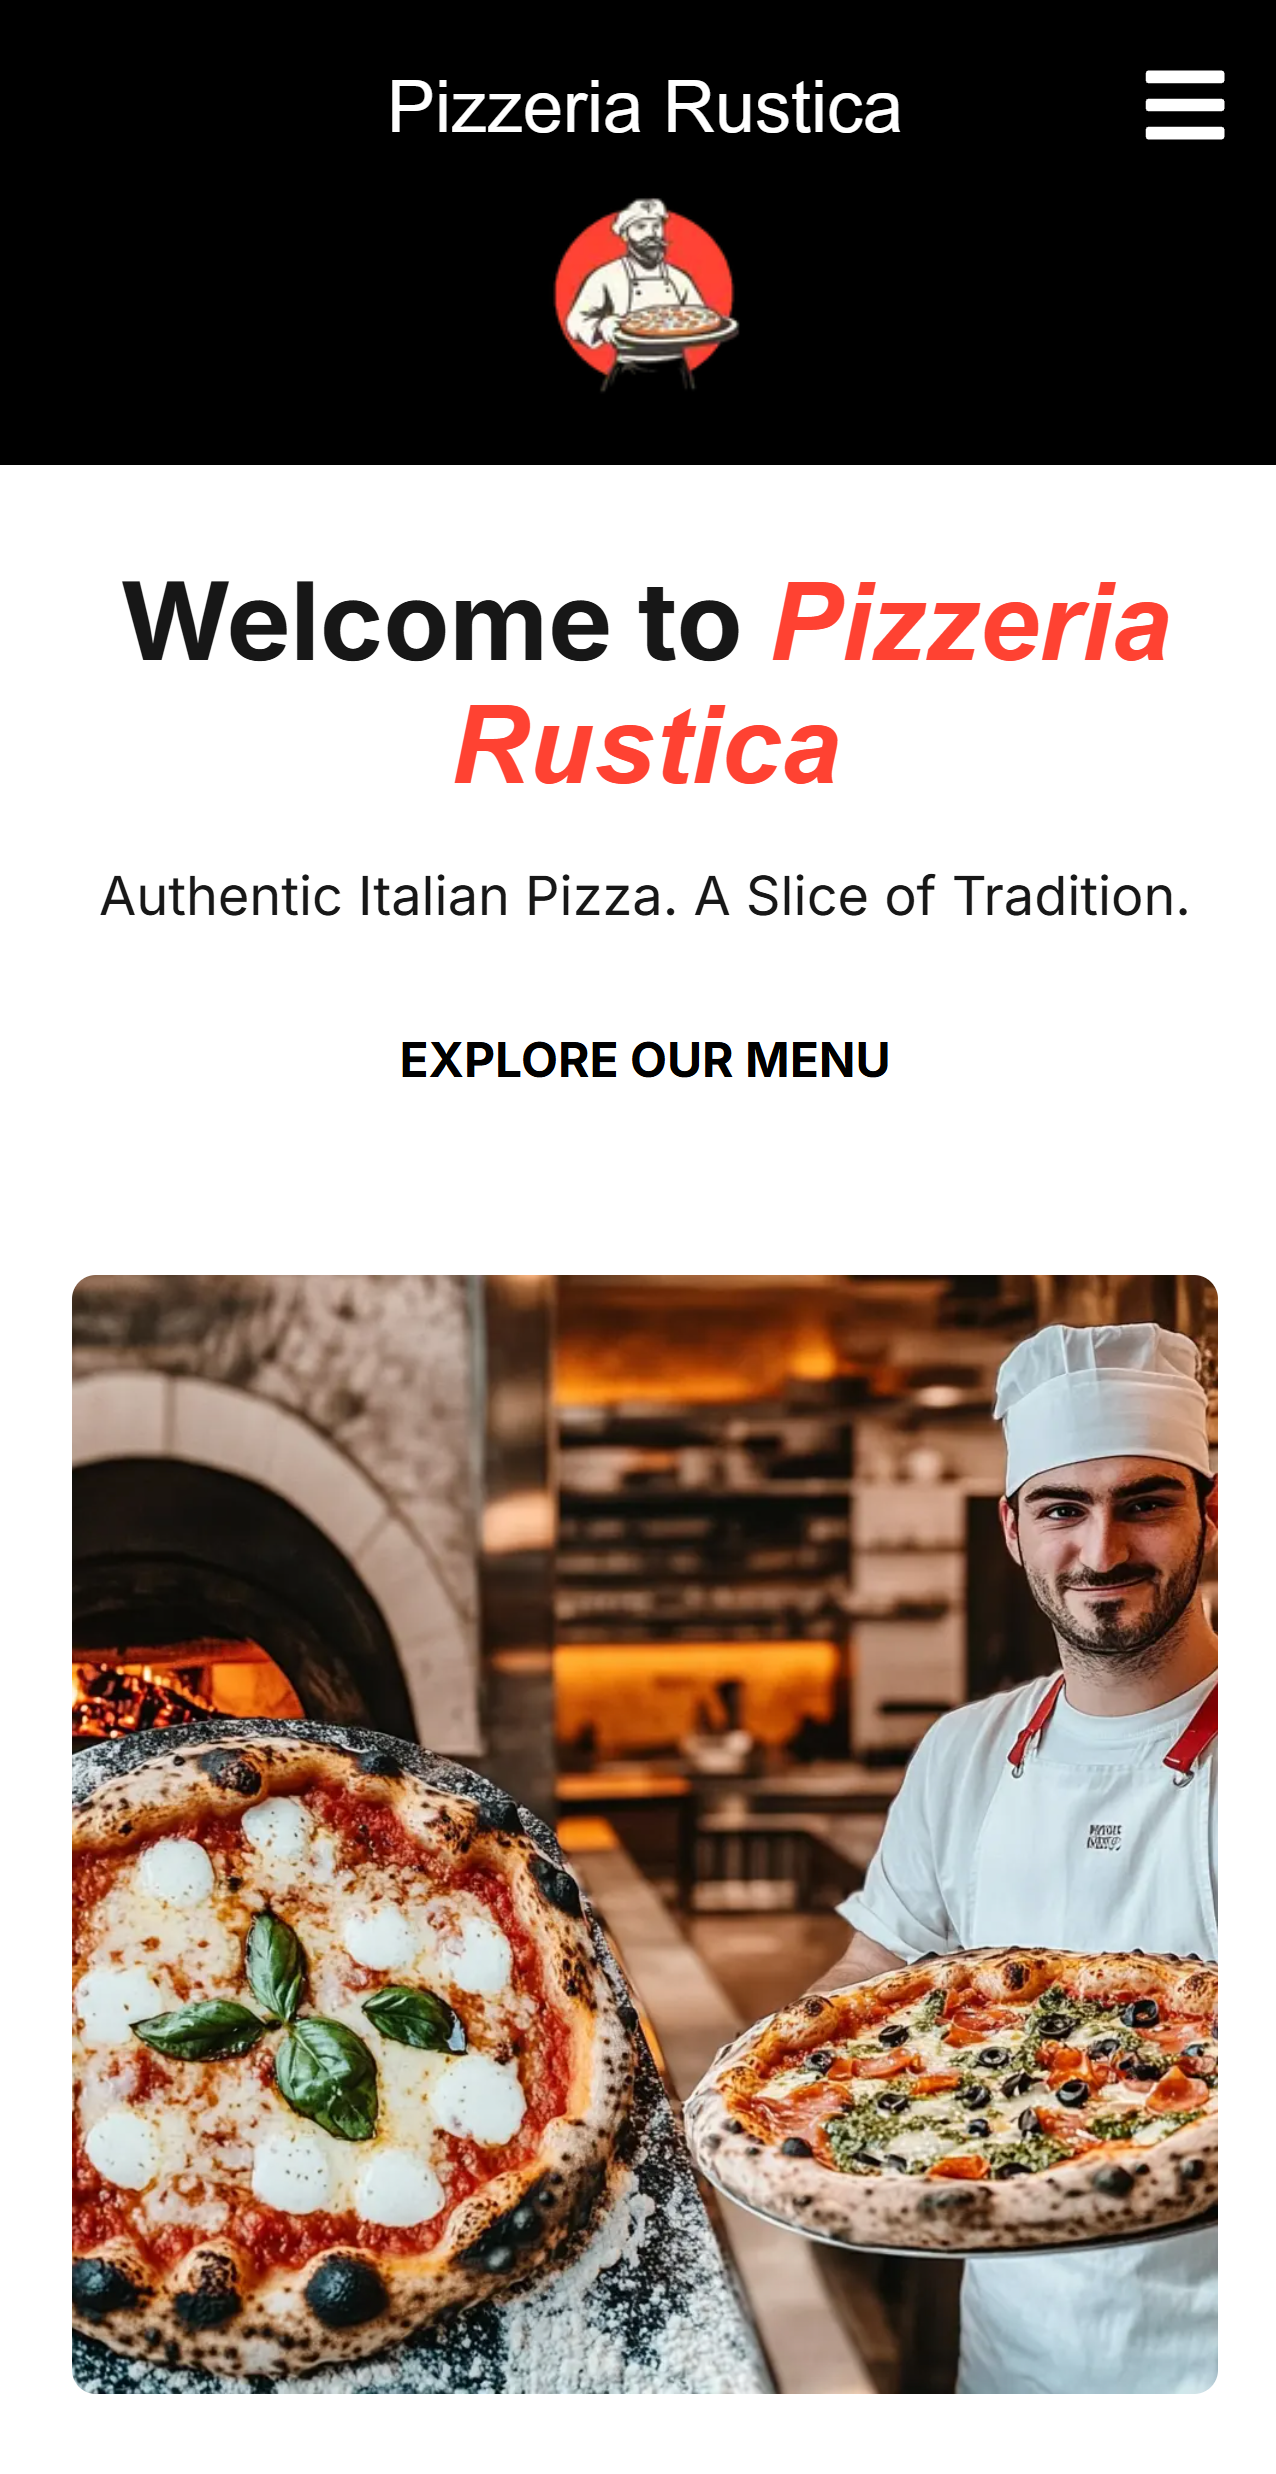 Pizzeria Rustica
Welcome to Pizzeria
Rustica
Authentic Italian Pizza. A Slice of Tradition.
EXPLORE OUR MENU